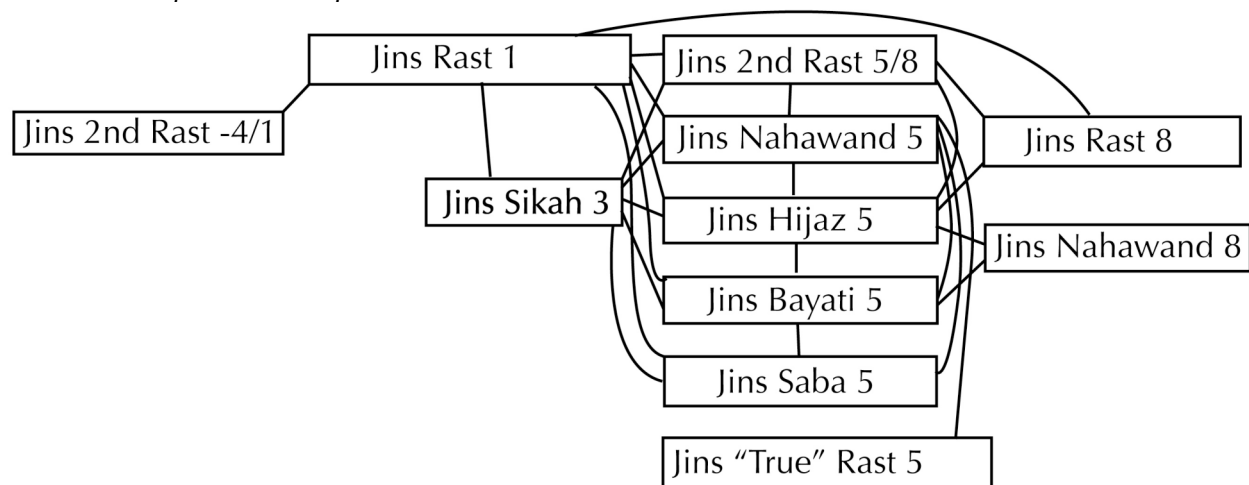 Jins Rast 1
Jins 2nd Rast 5/8
Jins 2nd Rast -4/1
Jins Nahawand 5
Jins Rast 8
Jins Sikah 3
Jins Hijaz 5
Jins Nahawand 8
Jins Bayati 5
Jins Saba 5
Jins “True” Rast 5